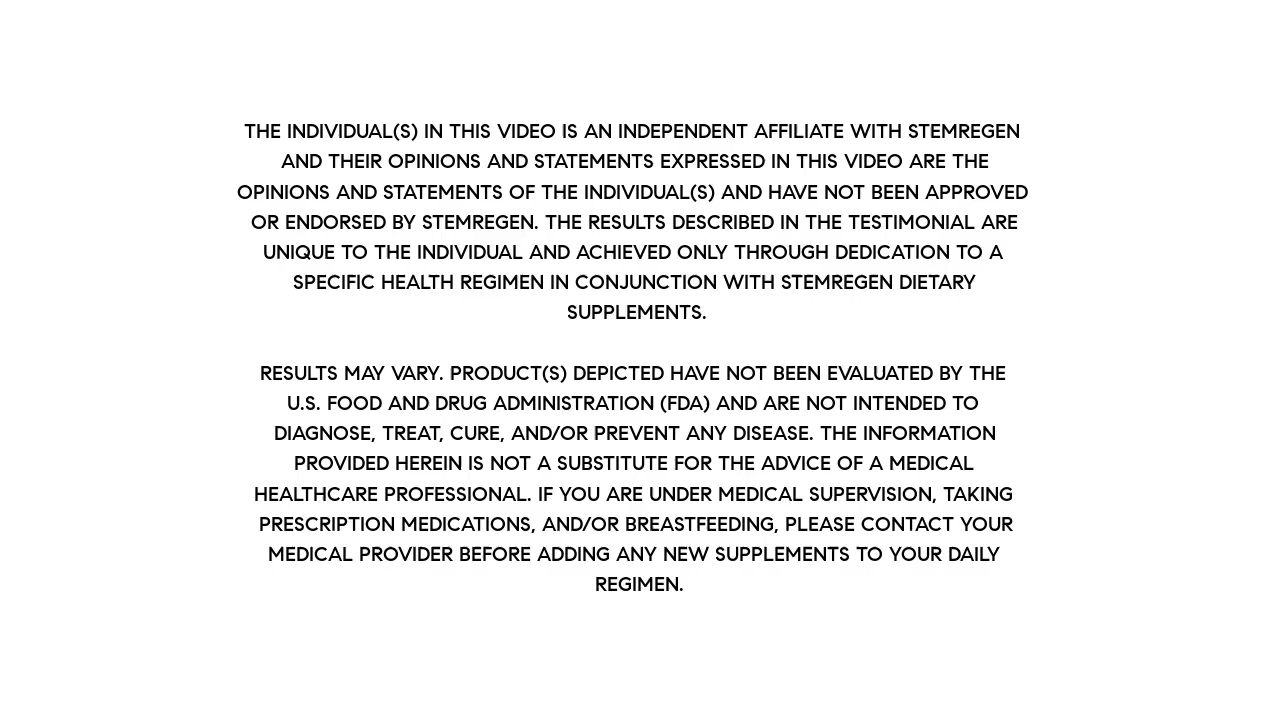 THE INDIVIDUAL(S) IN THIS VIDEO IS AN INDEPENDENT AFFILIATE WITH STEMREGEN
AND THEIR OPINIONS AND STATEMENTS EXPRESSED IN THIS VIDEO ARE THE
OPINIONS AND STATEMENTS OF THE INDIVIDUAL(S) AND HAVE NOT BEEN APPROVED
OR ENDORSED BY STEMREGEN. THE RESULTS DESCRIBED IN THE TESTIMONIAL ARE
UNIQUE TO THE INDIVIDUAL AND ACHIEVED ONLY THROUGH DEDICATION TO A
SPECIFIC HEALTH REGIMEN IN CONJUNCTION WITH STEMREGEN DIETARY
SUPPLEMENTS.
RESULTS MAY VARY. PRODUCT(S) DEPICTED HAVE NOT BEEN EVALUATED BY THE
U.S. FOOD AND DRUG ADMINISTRATION (FDA) AND ARE NOT INTENDED TO
DIAGNOSE, TREAT, CURE, AND/OR PREVENT ANY DISEASE. THE INFORMATION
PROVIDED HEREIN IS NOT A SUBSTITUTE FOR THE ADVICE OF A MEDICAL
HEALTHCARE PROFESSIONAL. IF YOU ARE UNDER MEDICAL SUPERVISION, TAKING
PRESCRIPTION MEDICATIONS, AND/OR BREASTFEEDING, PLEASE CONTACT YOUR
MEDICAL PROVIDER BEFORE ADDING ANY NEW SUPPLEMENTS TO YOUR DAILY
REGIMEN.